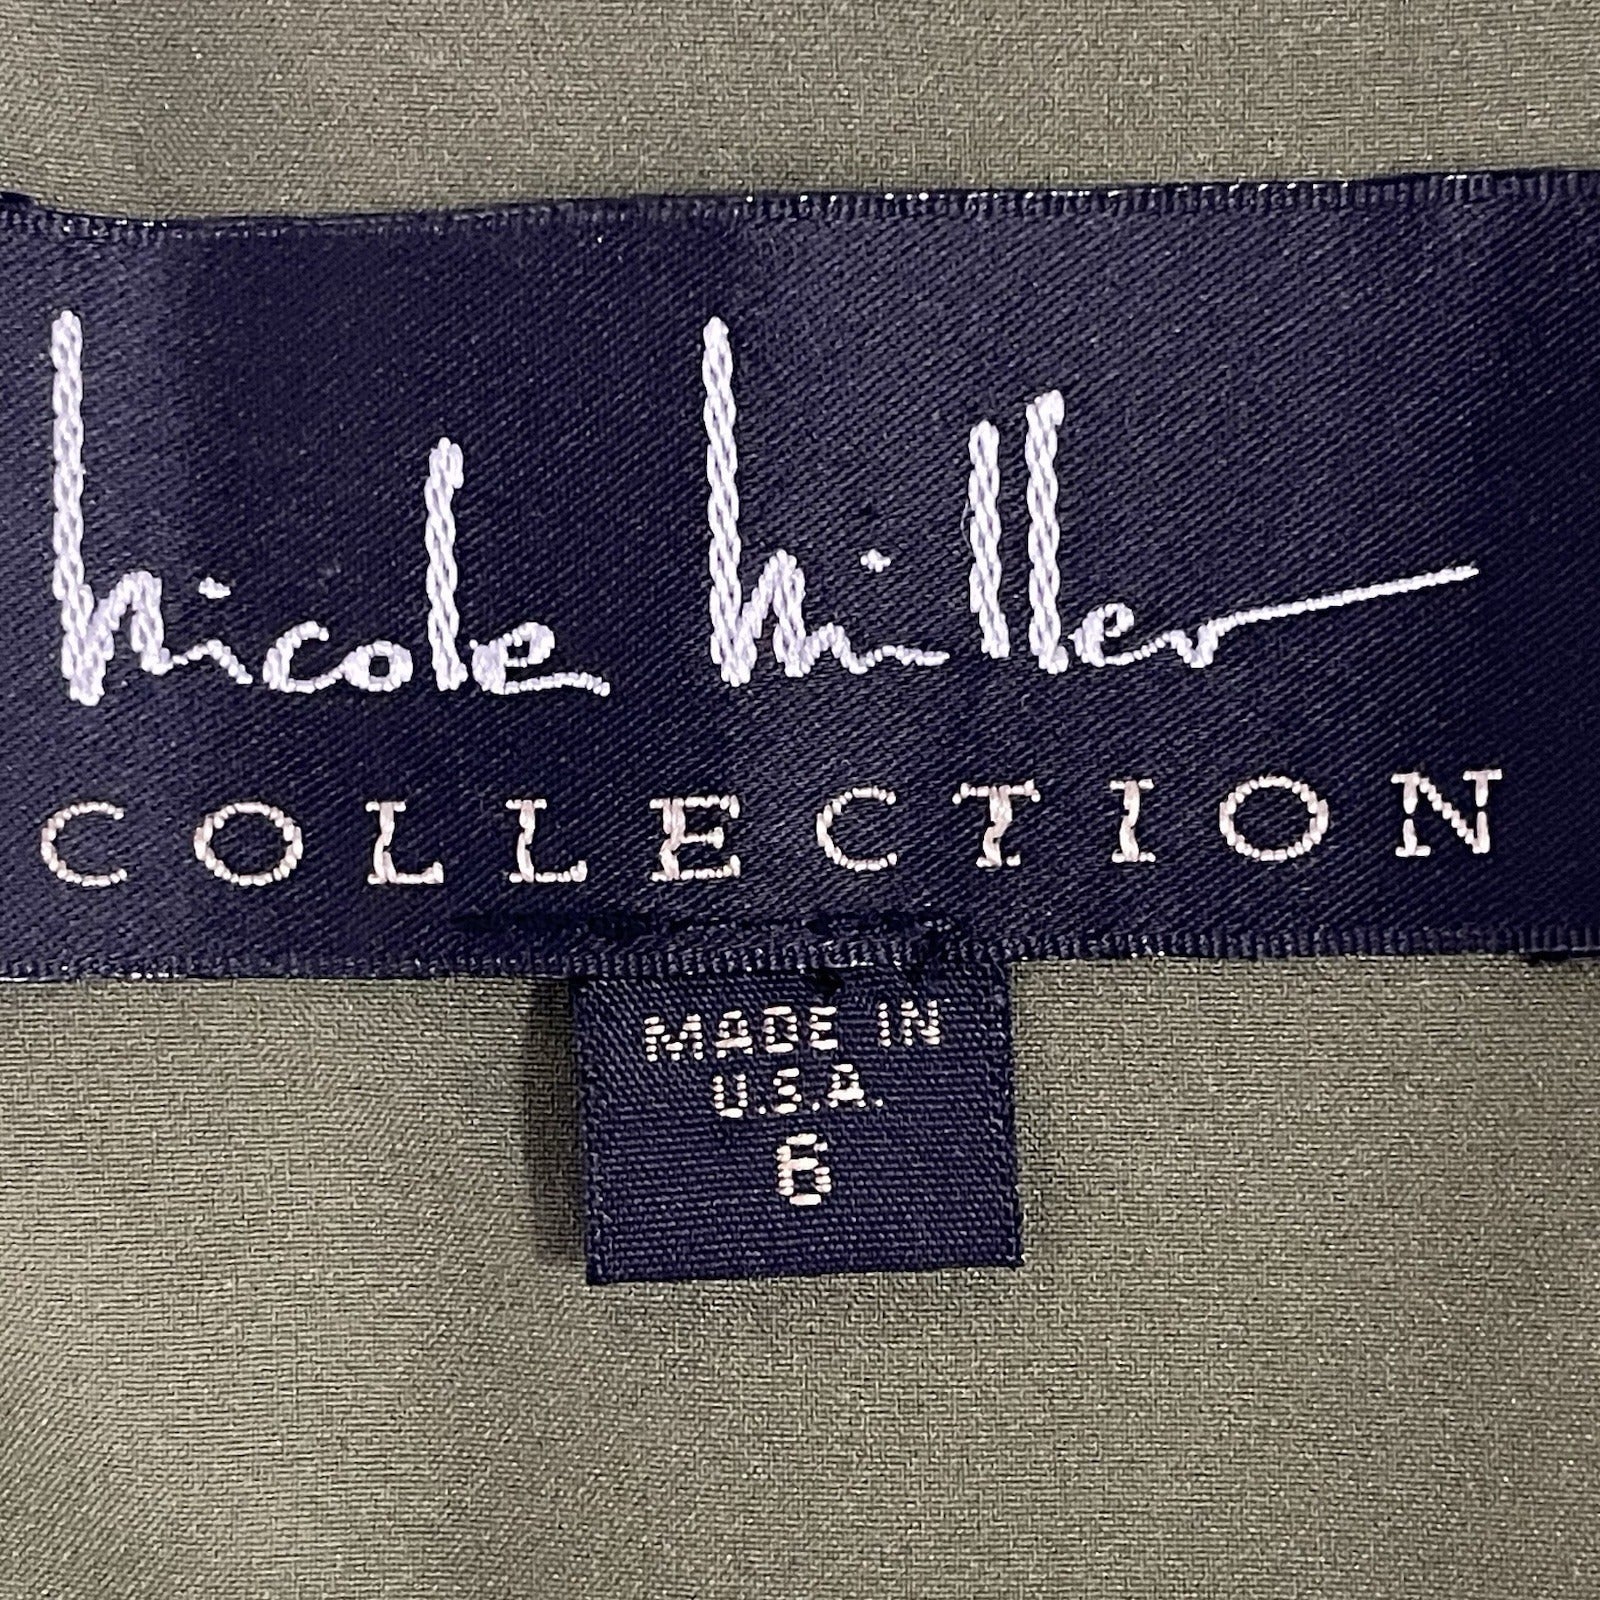 nicole miller
COLLECTION
MADE IN
U.S.A.
6